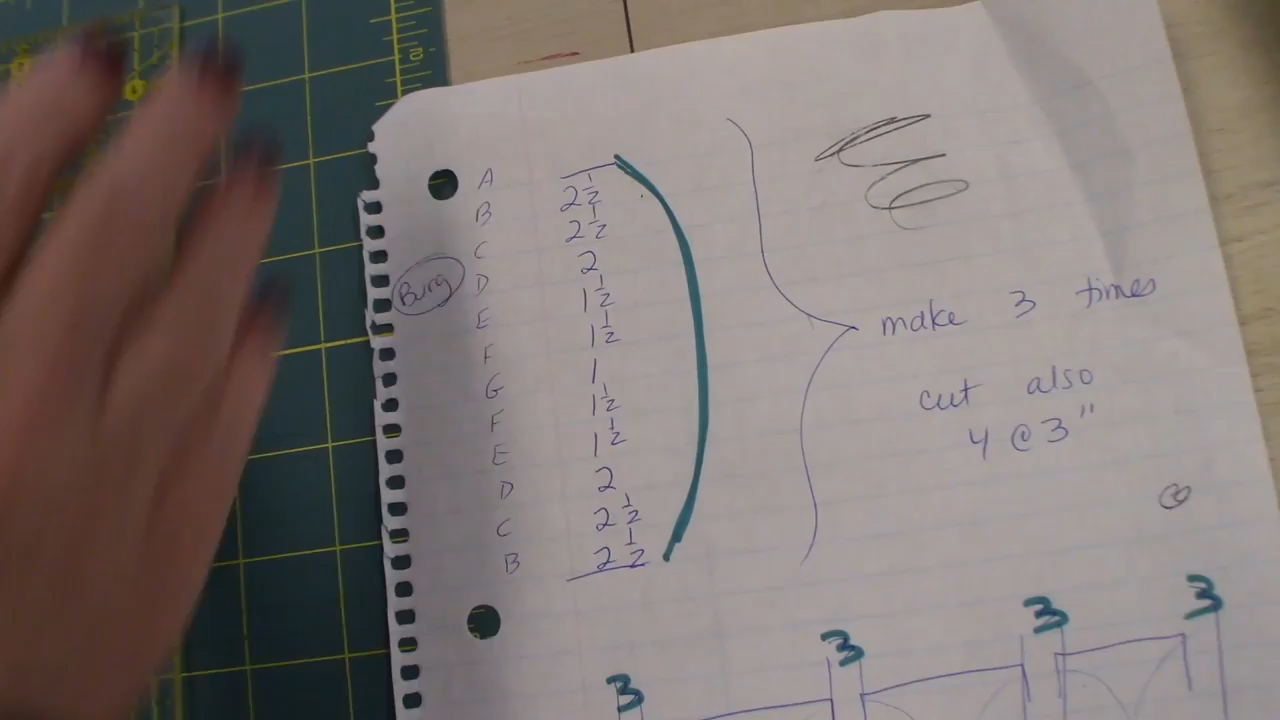 A
B 2 1/2
C 2 1/2
D 2
E 1 1/2
F 1 1/2
G 1
F 1 1/2
E 1 1/2
D 2
C 2 1/2
B 2 1/2
Burg
make 3 times
cut also
4 @ 3"
3 3 3 3